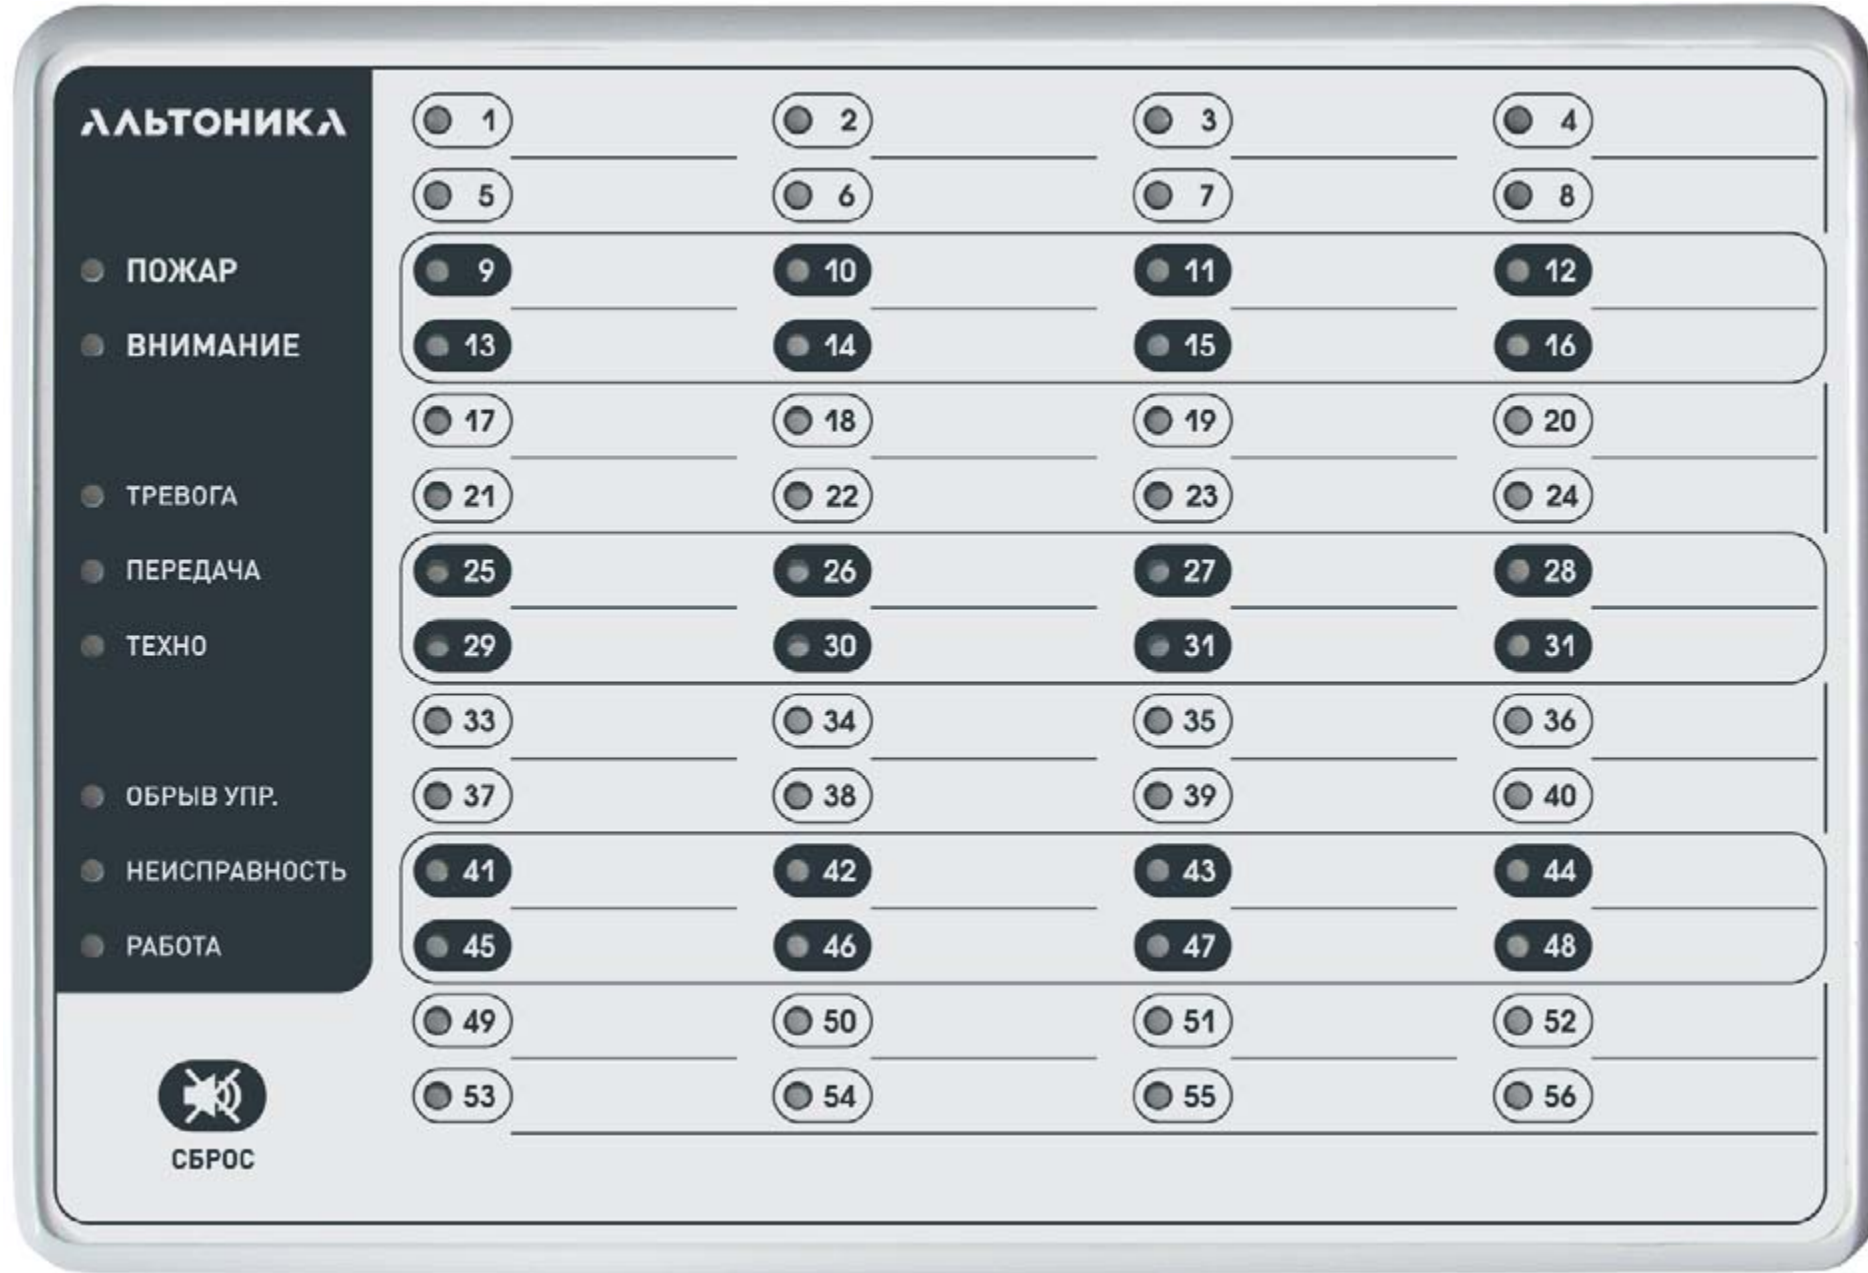 АЛЬТОНИКА
ПОЖАР
ВНИМАНИЕ
ТРЕВОГА
ПЕРЕДАЧА
ТЕХНО
ОБРЫВ УПР.
НЕИСПРАВНОСТЬ
РАБОТА
СБРОС
1 2 3 4
5 6 7 8
9 10 11 12
13 14 15 16
17 18 19 20
21 22 23 24
25 26 27 28
29 30 31 31
33 34 35 36
37 38 39 40
41 42 43 44
45 46 47 48
49 50 51 52
53 54 55 56